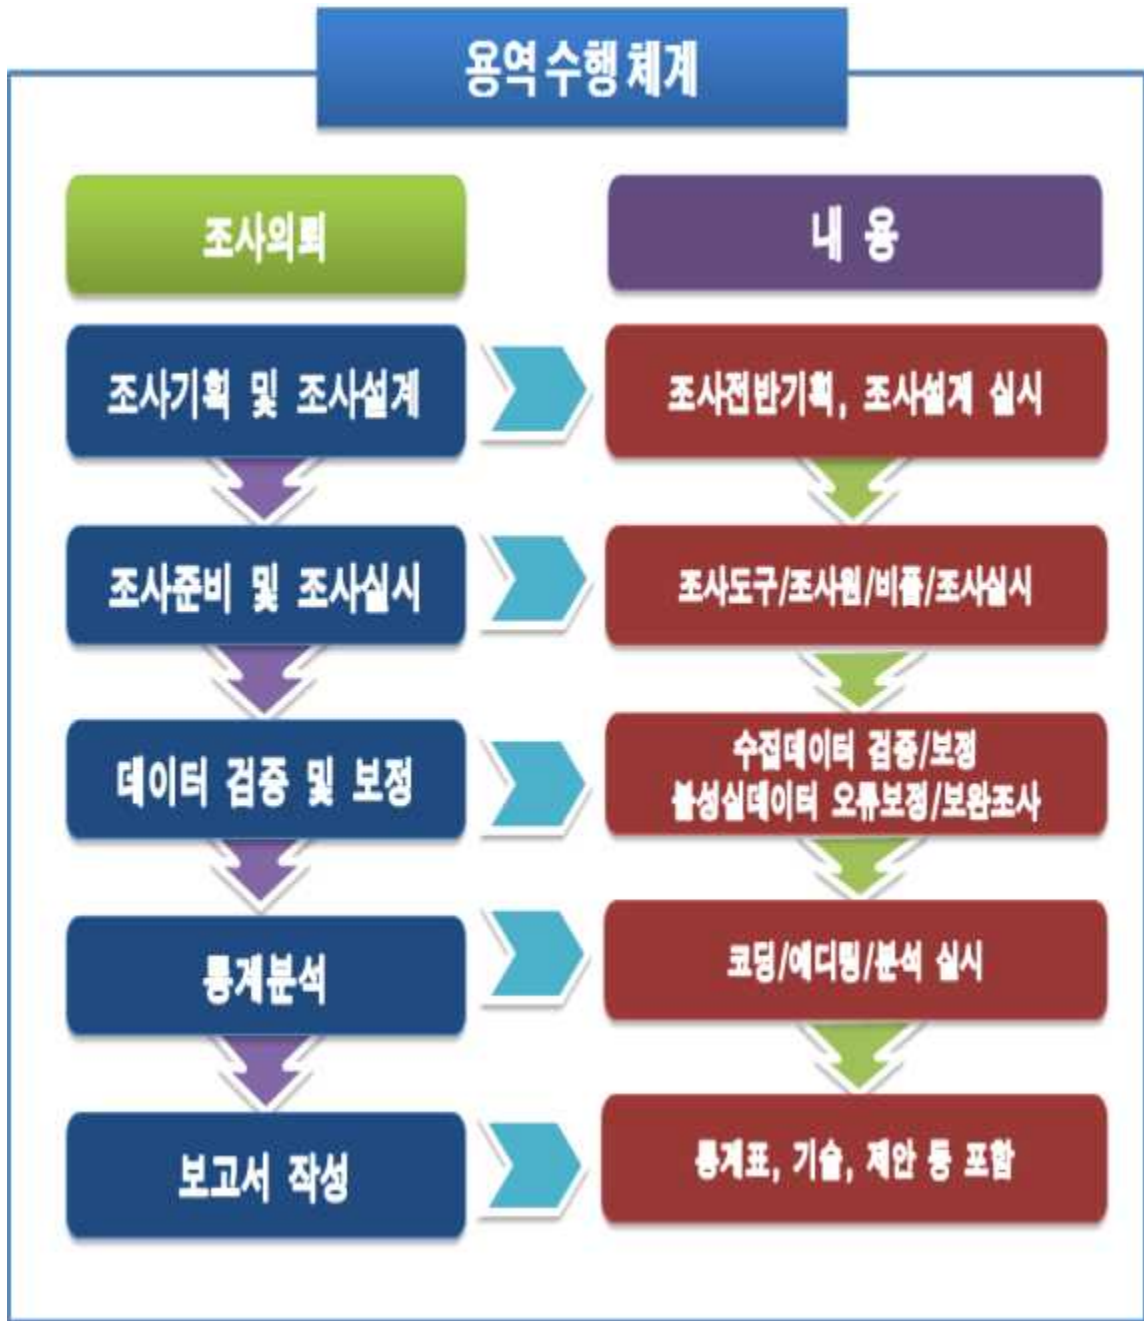 용역 수행 체계
조사의뢰
내 용
조사기획 및 조사설계
조사전반기획, 조사설계 실시
조사준비 및 조사실시
조사도구/조사원/비품/조사실시
데이터 검증 및 보정
수집데이터 검증/보정
불성실데이터 오류보정/보완조사
통계분석
코딩/에디팅/분석 실시
보고서 작성
통계표, 기술, 제안 등 포함